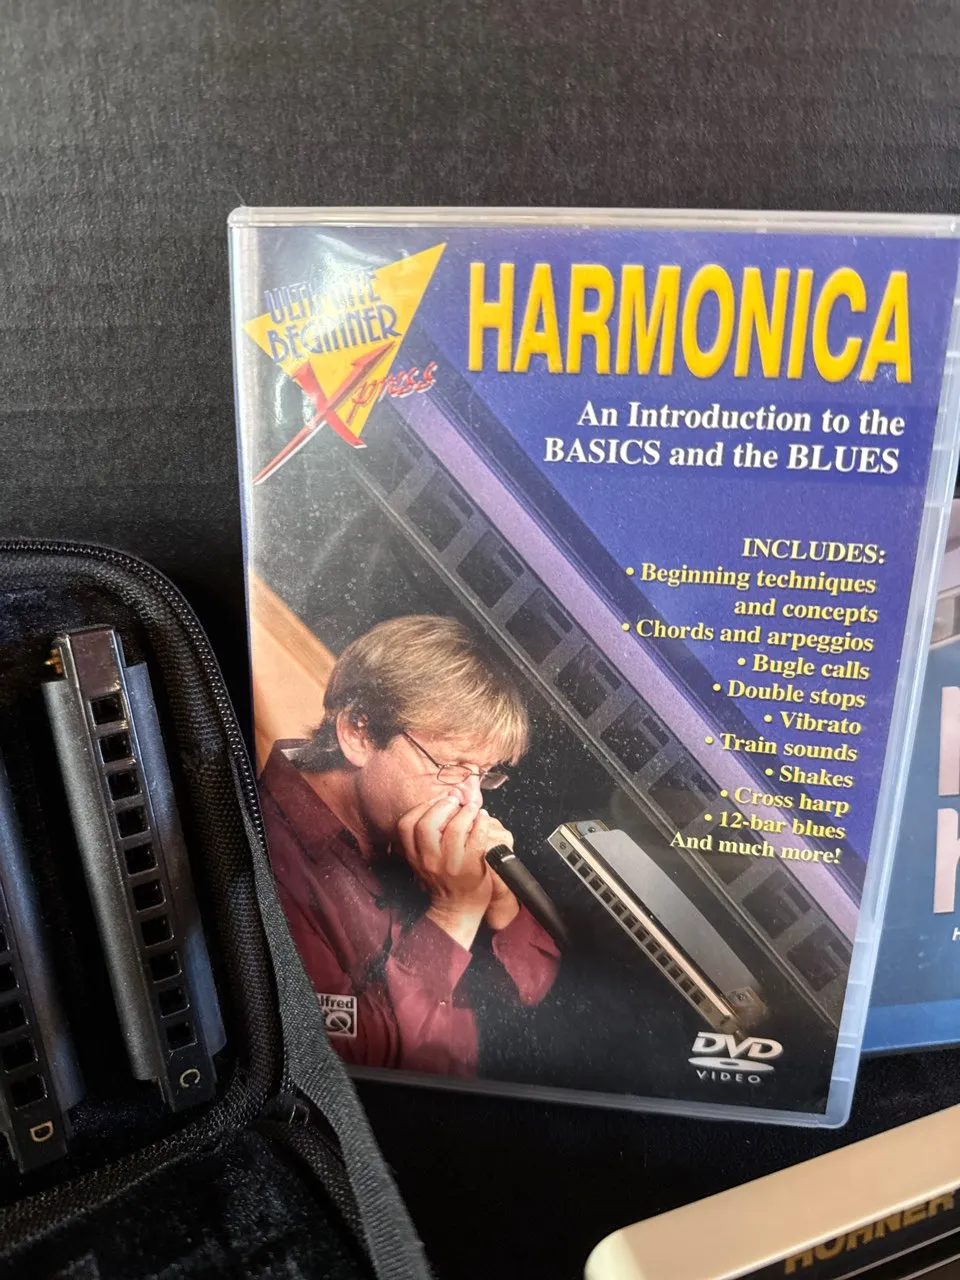 ULTIMATE
BEGINNER
Xpress
HARMONICA
An Introduction to the
BASICS and the BLUES
INCLUDES:
• Beginning techniques
and concepts
• Chords and arpeggios
• Bugle calls
• Double stops
• Vibrato
• Train sounds
• Shakes
• Cross harp
• 12-bar blues
And much more!
lfred
DVD
VIDEO
C
D
HOHNER